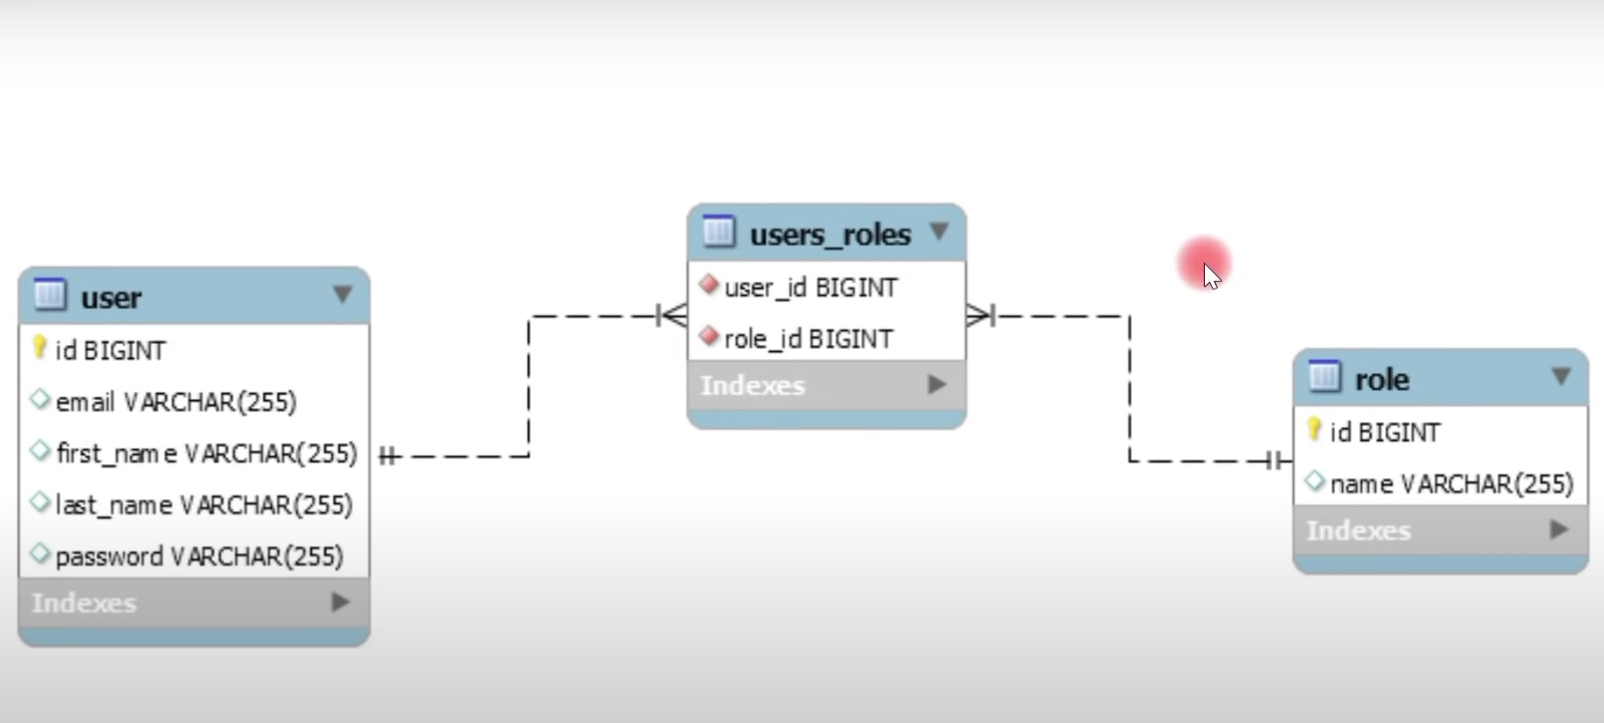 user
id BIGINT
email VARCHAR(255)
first_name VARCHAR(255)
last_name VARCHAR(255)
password VARCHAR(255)
Indexes
users_roles
user_id BIGINT
role_id BIGINT
Indexes
role
id BIGINT
name VARCHAR(255)
Indexes